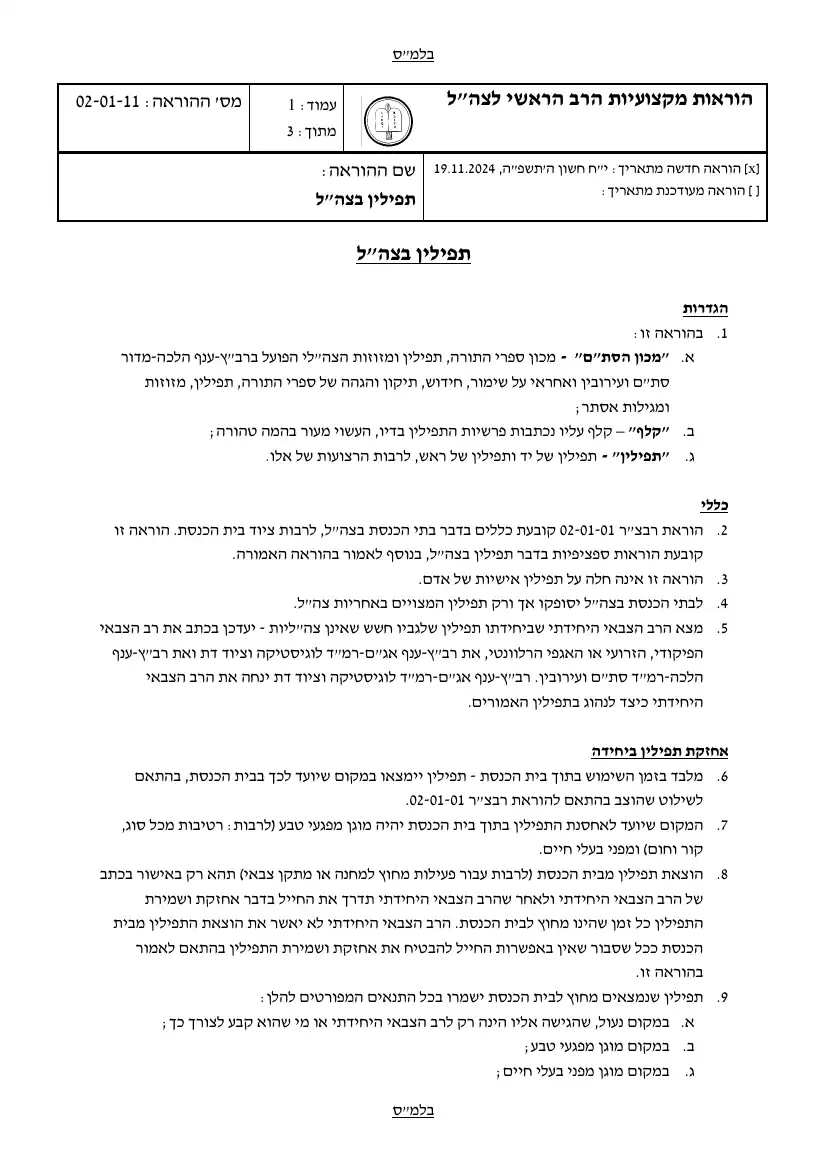 בלמ"ס
הוראות מקצועיות הרב הראשי לצה"ל
עמוד: 1
מתוך: 3
מס' ההוראה: 02-01-11
[x] הוראה חדשה מתאריך: י"ח חשון ה'תשפ"ה, 19.11.2024
[ ] הוראה מעודכנת מתאריך:
שם ההוראה:
תפילין בצה"ל
תפילין בצה"ל
הגדרות
1. בהוראה זו:
א. "מכון הסת"ם" - מכון ספרי התורה, תפילין ומזוזות הצה"לי הפועל ברב"ץ-ענף הלכה-מדור
סת"ם ועירובין ואחראי על שימור, חידוש, תיקון והגהה של ספרי התורה, תפילין, מזוזות
ומגילות אסתר;
ב. "קלף" – קלף עליו נכתבות פרשיות התפילין בדיו, העשוי מעור בהמה טהורה;
ג. "תפילין" - תפילין של יד ותפילין של ראש, לרבות הרצועות של אלו.
כללי
2. הוראת רבצ"ר 02-01-01 קובעת כללים בדבר בתי הכנסת בצה"ל, לרבות ציוד בית הכנסת. הוראה זו
קובעת הוראות ספציפיות בדבר תפילין בצה"ל, בנוסף לאמור בהוראה האמורה.
3. הוראה זו אינה חלה על תפילין אישיות של אדם.
4. לבתי הכנסת בצה"ל יסופקו אך ורק תפילין המצויים באחריות צה"ל.
5. מצא הרב הצבאי היחידתי שביחידתו תפילין שלגביו חשש שאינן צה"ליות - יעדכן בכתב את רב הצבאי
הפיקודי, הזרועי או האגפי הרלוונטי, את רב"ץ-ענף אג"ם-רמ"ד לוגיסטיקה וציוד דת ואת רב"ץ-ענף
הלכה-רמ"ד סת"ם ועירובין. רב"ץ-ענף אג"ם-רמ"ד לוגיסטיקה וציוד דת ינחה את הרב הצבאי
היחידתי כיצד לנהוג בתפילין האמורים.
אחזקת תפילין ביחידה
6. מלבד בזמן השימוש בתוך בית הכנסת - תפילין יימצאו במקום שיועד לכך בבית הכנסת, בהתאם
לשילוט שהוצב בהתאם להוראת רבצ"ר 02-01-01.
7. המקום שיועד לאחסנת התפילין בתוך בית הכנסת יהיה מוגן מפגעי טבע (לרבות: רטיבות מכל סוג,
קור וחום) ומפני בעלי חיים.
8. הוצאת תפילין מבית הכנסת (לרבות עבור פעילות מחוץ למחנה או מתקן צבאי) תהא רק באישור בכתב
של הרב הצבאי היחידתי ולאחר שהרב הצבאי היחידתי תדרך את החייל בדבר אחזקת ושמירת
התפילין כל זמן שהינו מחוץ לבית הכנסת. הרב הצבאי היחידתי לא יאשר את הוצאת התפילין מבית
הכנסת ככל שסבור שאין באפשרות החייל להבטיח את אחזקת ושמירת התפילין בהתאם לאמור
בהוראה זו.
9. תפילין שנמצאים מחוץ לבית הכנסת ישמרו בכל התנאים המפורטים להלן:
א. במקום נעול, שהגישה אליו הינה רק לרב הצבאי היחידתי או מי שהוא קבע לצורך כך;
ב. במקום מוגן מפגעי טבע;
ג. במקום מוגן מפני בעלי חיים;
בלמ"ס